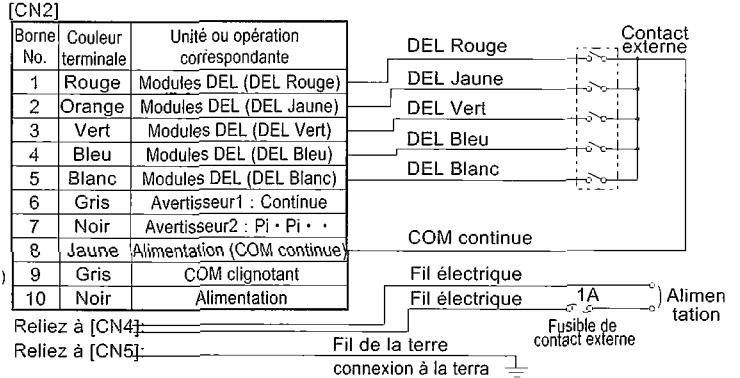 [CN2]
Borne No. Couleur terminale Unité ou opération correspondante
1 Rouge Modules DEL (DEL Rouge)
2 Orange Modules DEL (DEL Jaune)
3 Vert Modules DEL (DEL Vert)
4 Bleu Modules DEL (DEL Bleu)
5 Blanc Modules DEL (DEL Blanc)
6 Gris Avertisseur1 : Continue
7 Noir Avertisseur2 : Pi・Pi・・
8 Jaune Alimentation (COM continue)
) 9 Gris COM clignotant
10 Noir Alimentation
DEL Rouge
DEL Jaune
DEL Vert
DEL Bleu
DEL Blanc
Contact
externe
COM continue
Fil électrique
Fil électrique
1A
Fusible de
contact externe
Alimen
tation
Reliez à [CN4]:
Reliez à [CN5]:
Fil de la terre
connexion à la terra